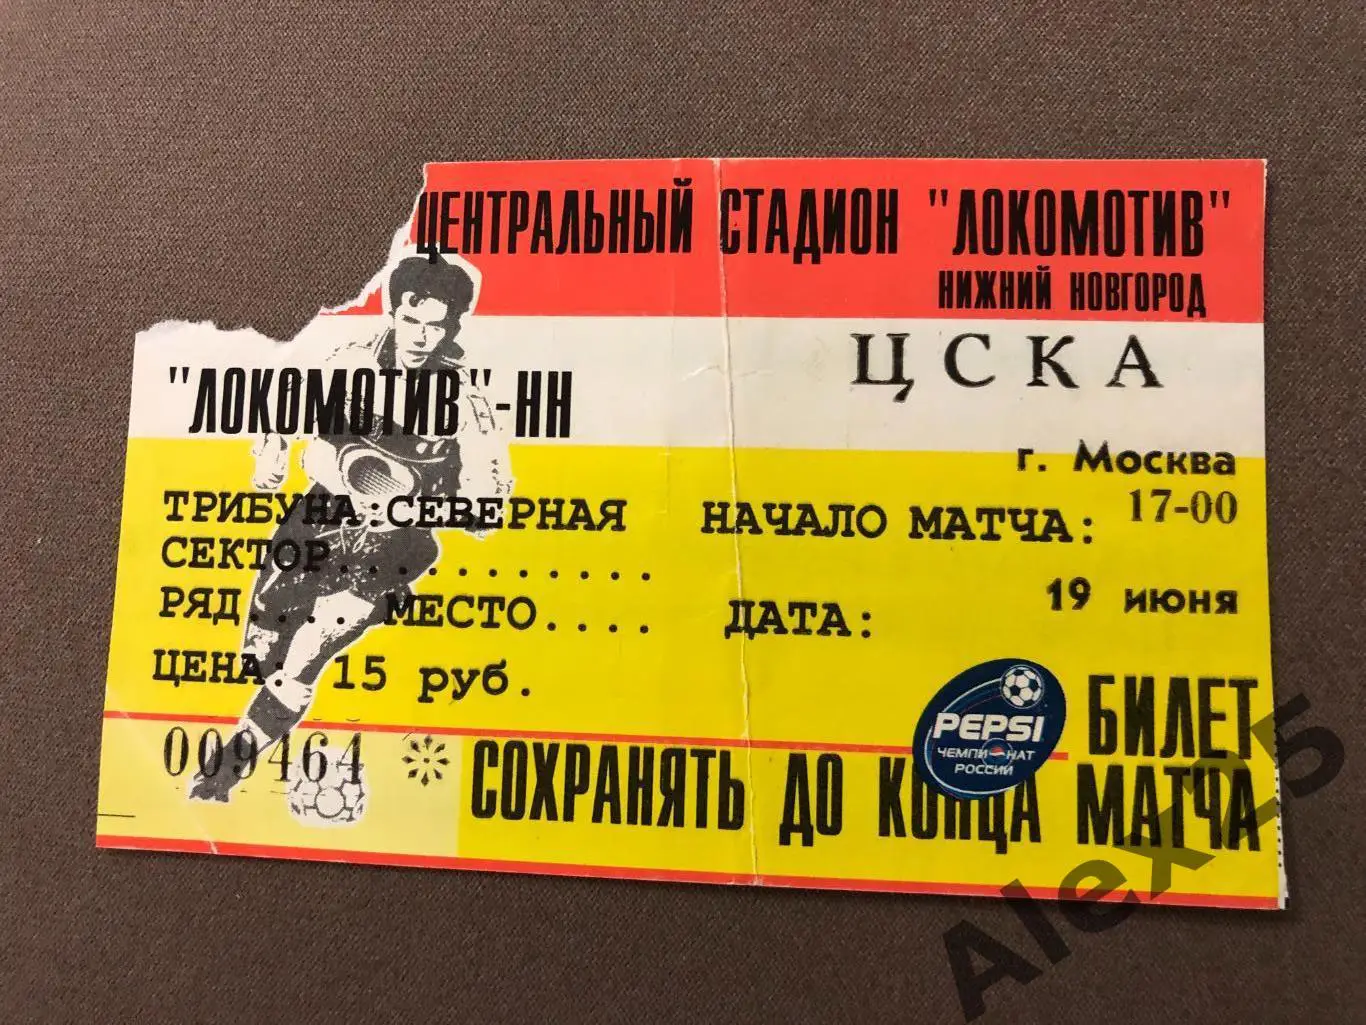 ЦЕНТРАЛЬНЫЙ СТАДИОН "ЛОКОМОТИВ"
НИЖНИЙ НОВГОРОД
ЦСКА
"ЛОКОМОТИВ"-НН
г. Москва
ТРИБУНА:СЕВЕРНАЯ
НАЧАЛО МАТЧА: 17-00
СЕКТОР............
РЯД.... МЕСТО....
ДАТА: 19 июня
ЦЕНА: 15 руб.
PEPSI
ЧЕМПИОНАТ
РОССИИ
БИЛЕТ
009464
СОХРАНЯТЬ ДО КОНЦА МАТЧА
Alex25